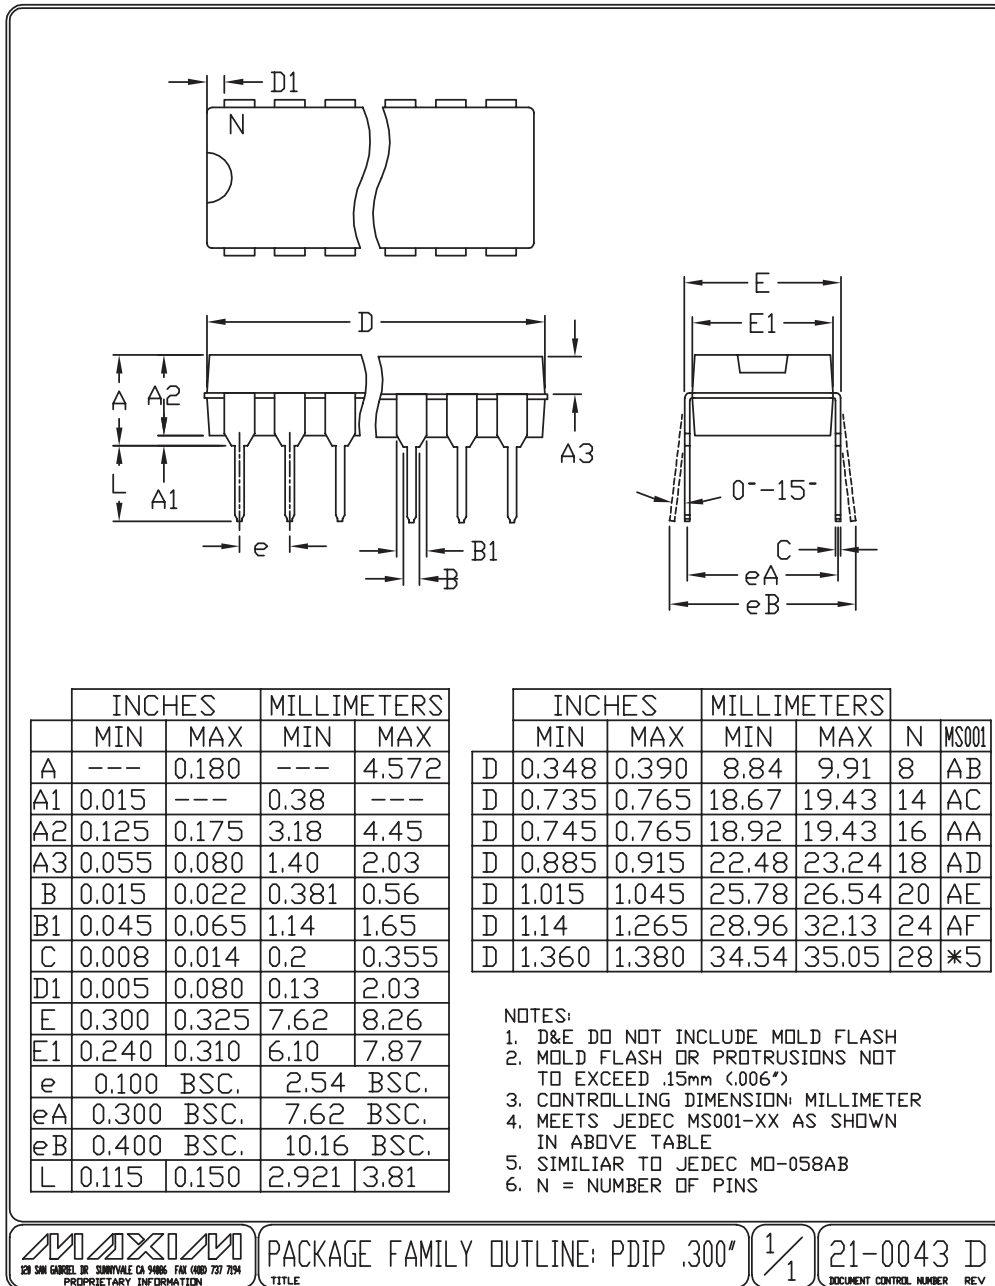 D1
N
E
E1
D
A
A2
A3
L
A1
0°-15°
e
B1
B
C
eA
eB
INCHES MILLIMETERS
MIN MAX MIN MAX
A --- 0.180 --- 4.572
A1 0.015 --- 0.38 ---
A2 0.125 0.175 3.18 4.45
A3 0.055 0.080 1.40 2.03
B 0.015 0.022 0.381 0.56
B1 0.045 0.065 1.14 1.65
C 0.008 0.014 0.2 0.355
D1 0.005 0.080 0.13 2.03
E 0.300 0.325 7.62 8.26
E1 0.240 0.310 6.10 7.87
e 0.100 BSC. 2.54 BSC.
eA 0.300 BSC. 7.62 BSC.
eB 0.400 BSC. 10.16 BSC.
L 0.115 0.150 2.921 3.81
INCHES MILLIMETERS
MIN MAX MIN MAX N MS001
D 0.348 0.390 8.84 9.91 8 AB
D 0.735 0.765 18.67 19.43 14 AC
D 0.745 0.765 18.92 19.43 16 AA
D 0.885 0.915 22.48 23.24 18 AD
D 1.015 1.045 25.78 26.54 20 AE
D 1.14 1.265 28.96 32.13 24 AF
D 1.360 1.380 34.54 35.05 28 *5
NOTES:
1. D&E DO NOT INCLUDE MOLD FLASH
2. MOLD FLASH OR PROTRUSIONS NOT
TO EXCEED .15mm (.006")
3. CONTROLLING DIMENSION: MILLIMETER
4. MEETS JEDEC MS001-XX AS SHOWN
IN ABOVE TABLE
5. SIMILIAR TO JEDEC MO-058AB
6. N = NUMBER OF PINS
MAXIM
120 SAN GABRIEL DR SUNNYVALE CA 94086 FAX (408) 737 7194
PROPRIETARY INFORMATION
PACKAGE FAMILY OUTLINE: PDIP .300"
TITLE
1/1
21-0043 D
DOCUMENT CONTROL NUMBER REV